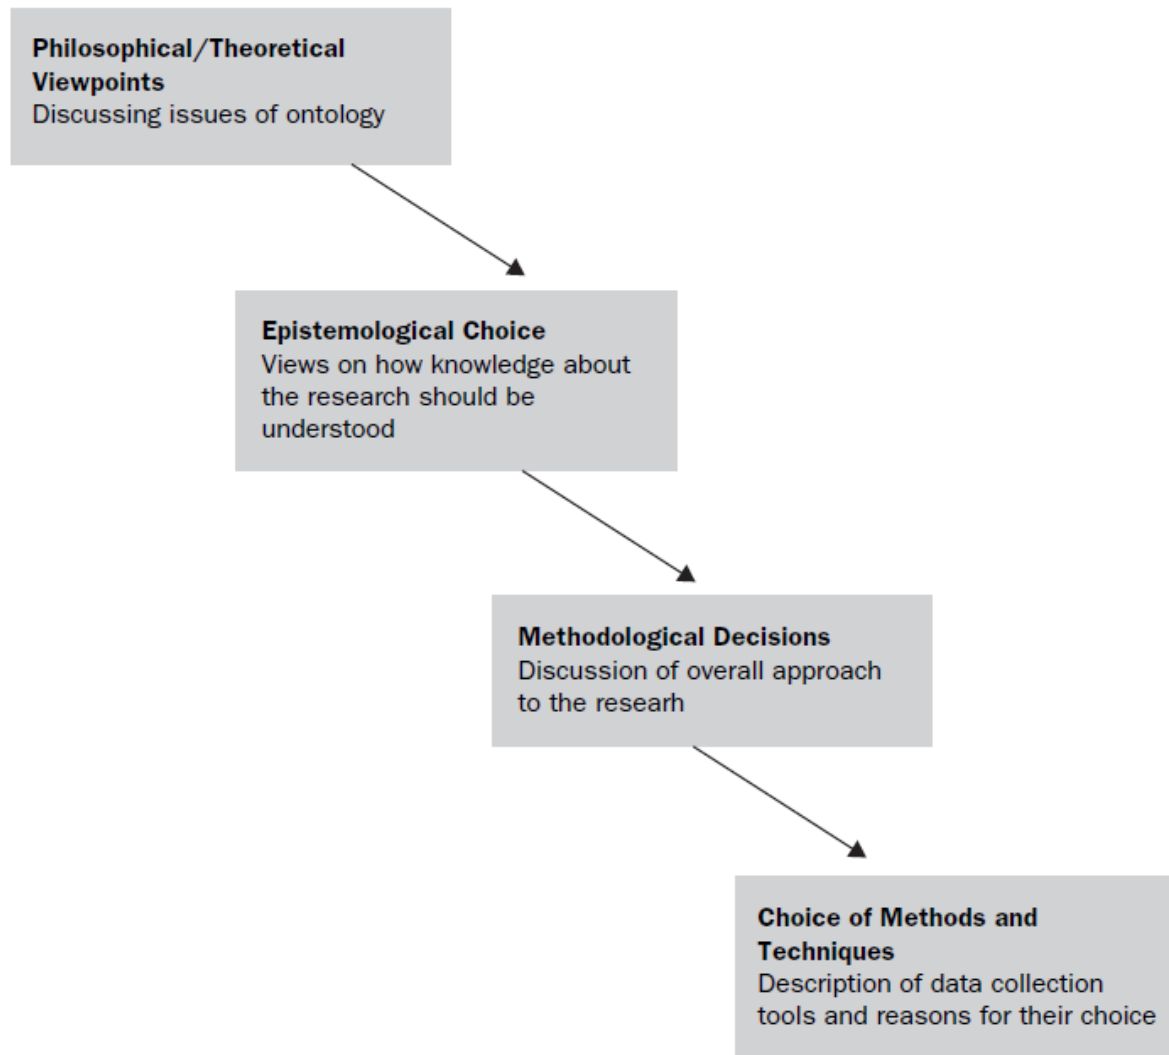 Philosophical/Theoretical
Viewpoints
Discussing issues of ontology
Epistemological Choice
Views on how knowledge about
the research should be
understood
Methodological Decisions
Discussion of overall approach
to the researh
Choice of Methods and
Techniques
Description of data collection
tools and reasons for their choice